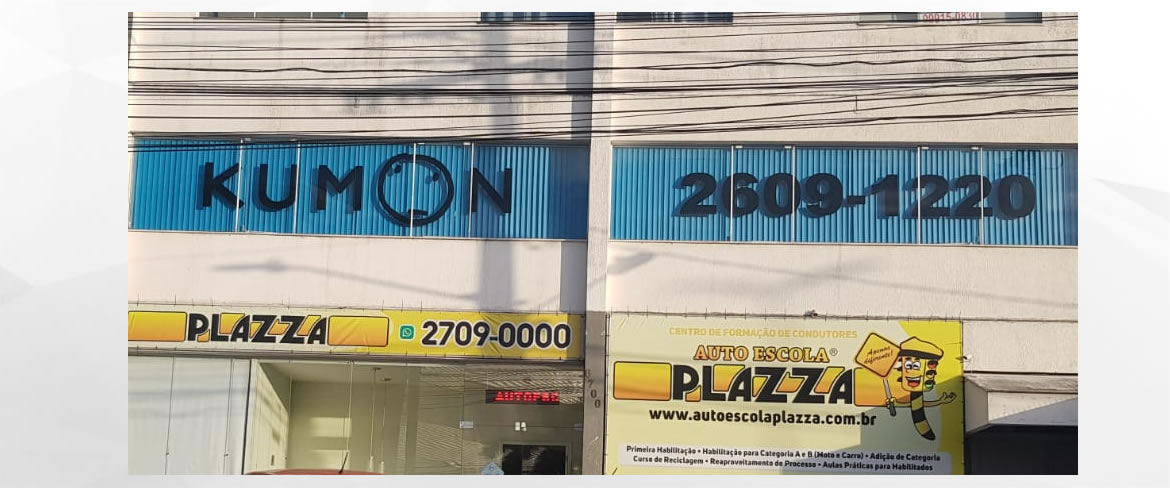 KUMON
2609-1220
PLAZZA 2709-0000
CENTRO DE FORMAÇÃO DE CONDUTORES
AUTO ESCOLA®
PLAZZA
Apenas
diferente!
www.autoescolaplazza.com.br
Primeira Habilitação • Habilitação para Categoria A e B (Moto e Carro) • Adição de Categoria
Curso de Reciclagem • Reaproveitamento de Processo • Aulas Práticas para Habilitados
700